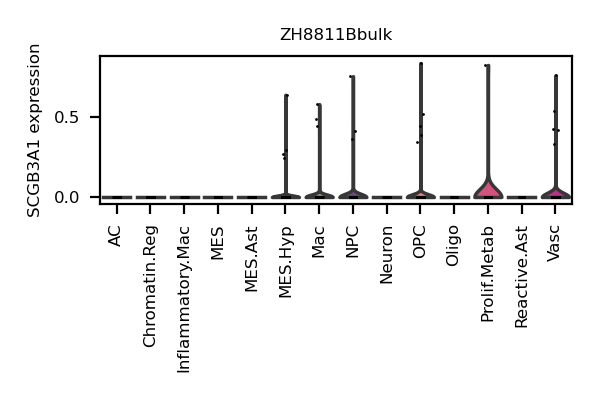 ZH8811Bbulk
SCGB3A1 expression
0.5
0.0
AC
Chromatin.Reg
Inflammatory.Mac
MES
MES.Ast
MES.Hyp
Mac
NPC
Neuron
OPC
Oligo
Prolif.Metab
Reactive.Ast
Vasc